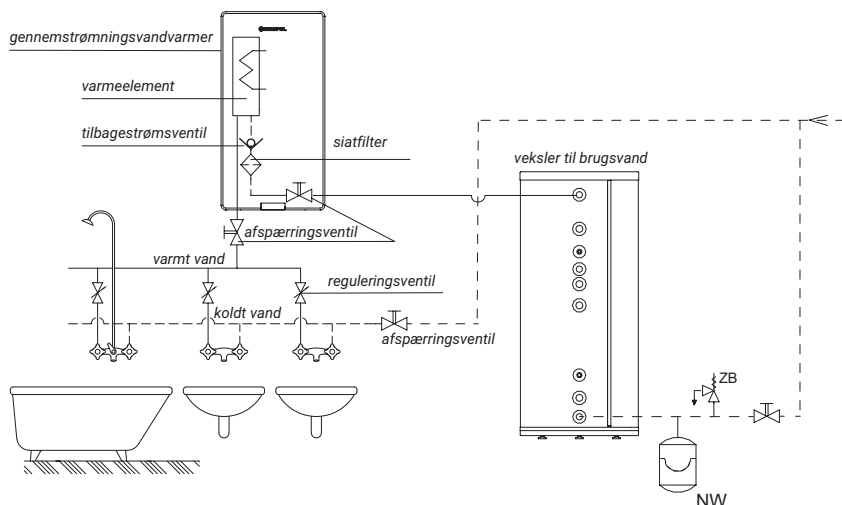 gennemstrømningsvandvarmer
varmeelement
tilbagestrømsventil
siatfilter
veksler til brugsvand
afspærringsventil
varmt vand
reguleringsventil
koldt vand
afspærringsventil
ZB
NW